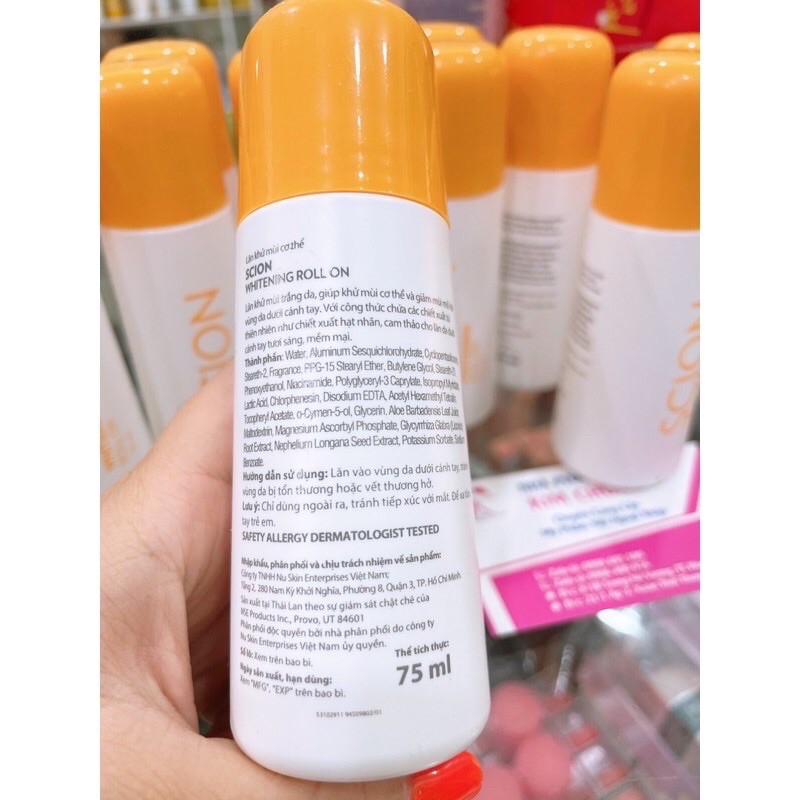 Lăn khử mùi cơ thể
SCION
WHITENING ROLL ON
Lăn khử mùi trắng da, giúp khử mùi cơ thể và giảm mùi mồ hôi
vùng da dưới cánh tay. Với công thức chứa các chiết xuất từ
thiên nhiên như chiết xuất hạt nhãn, cam thảo cho làn da dưới
cánh tay tươi sáng, mềm mại.
Thành phần: Water, Aluminum Sesquichlorohydrate, Cyclopentasiloxane,
Steareth-2, Fragrance, PPG-15 Stearyl Ether, Butylene Glycol, Steareth-21,
Phenoxyethanol, Niacinamide, Polyglyceryl-3 Caprylate, Isopropyl Myristate,
Lactic Acid, Chlorphenesin, Disodium EDTA, Acetyl Hexamethyl Tetralin,
Tocopheryl Acetate, o-Cymen-5-ol, Glycerin, Aloe Barbadensis Leaf Juice,
Maltodextrin, Magnesium Ascorbyl Phosphate, Glycyrrhiza Glabra (Licorice)
Root Extract, Nephelium Longana Seed Extract, Potassium Sorbate, Sodium
Benzoate.
Hướng dẫn sử dụng: Lăn vào vùng da dưới cánh tay, tránh
vùng da bị tổn thương hoặc vết thương hở.
Lưu ý: Chỉ dùng ngoài ra, tránh tiếp xúc với mắt. Để xa tầm
tay trẻ em.
SAFETY ALLERGY DERMATOLOGIST TESTED
Nhập khẩu, phân phối và chịu trách nhiệm về sản phẩm:
Công ty TNHH Nu Skin Enterprises Việt Nam;
Tầng 2, 280 Nam Kỳ Khởi Nghĩa, Phường 8, Quận 3, TP. Hồ Chí Minh
Sản xuất tại Thái Lan theo sự giám sát chặt chẽ của
NSE Products Inc., Provo, UT 84601
Phân phối độc quyền bởi nhà phân phối do công ty
Nu Skin Enterprises Việt Nam ủy quyền.
Số lô: Xem trên bao bì.
Ngày sản xuất, hạn dùng:
Xem "MFG", "EXP" trên bao bì.
Thể tích thực:
75 ml
SCION